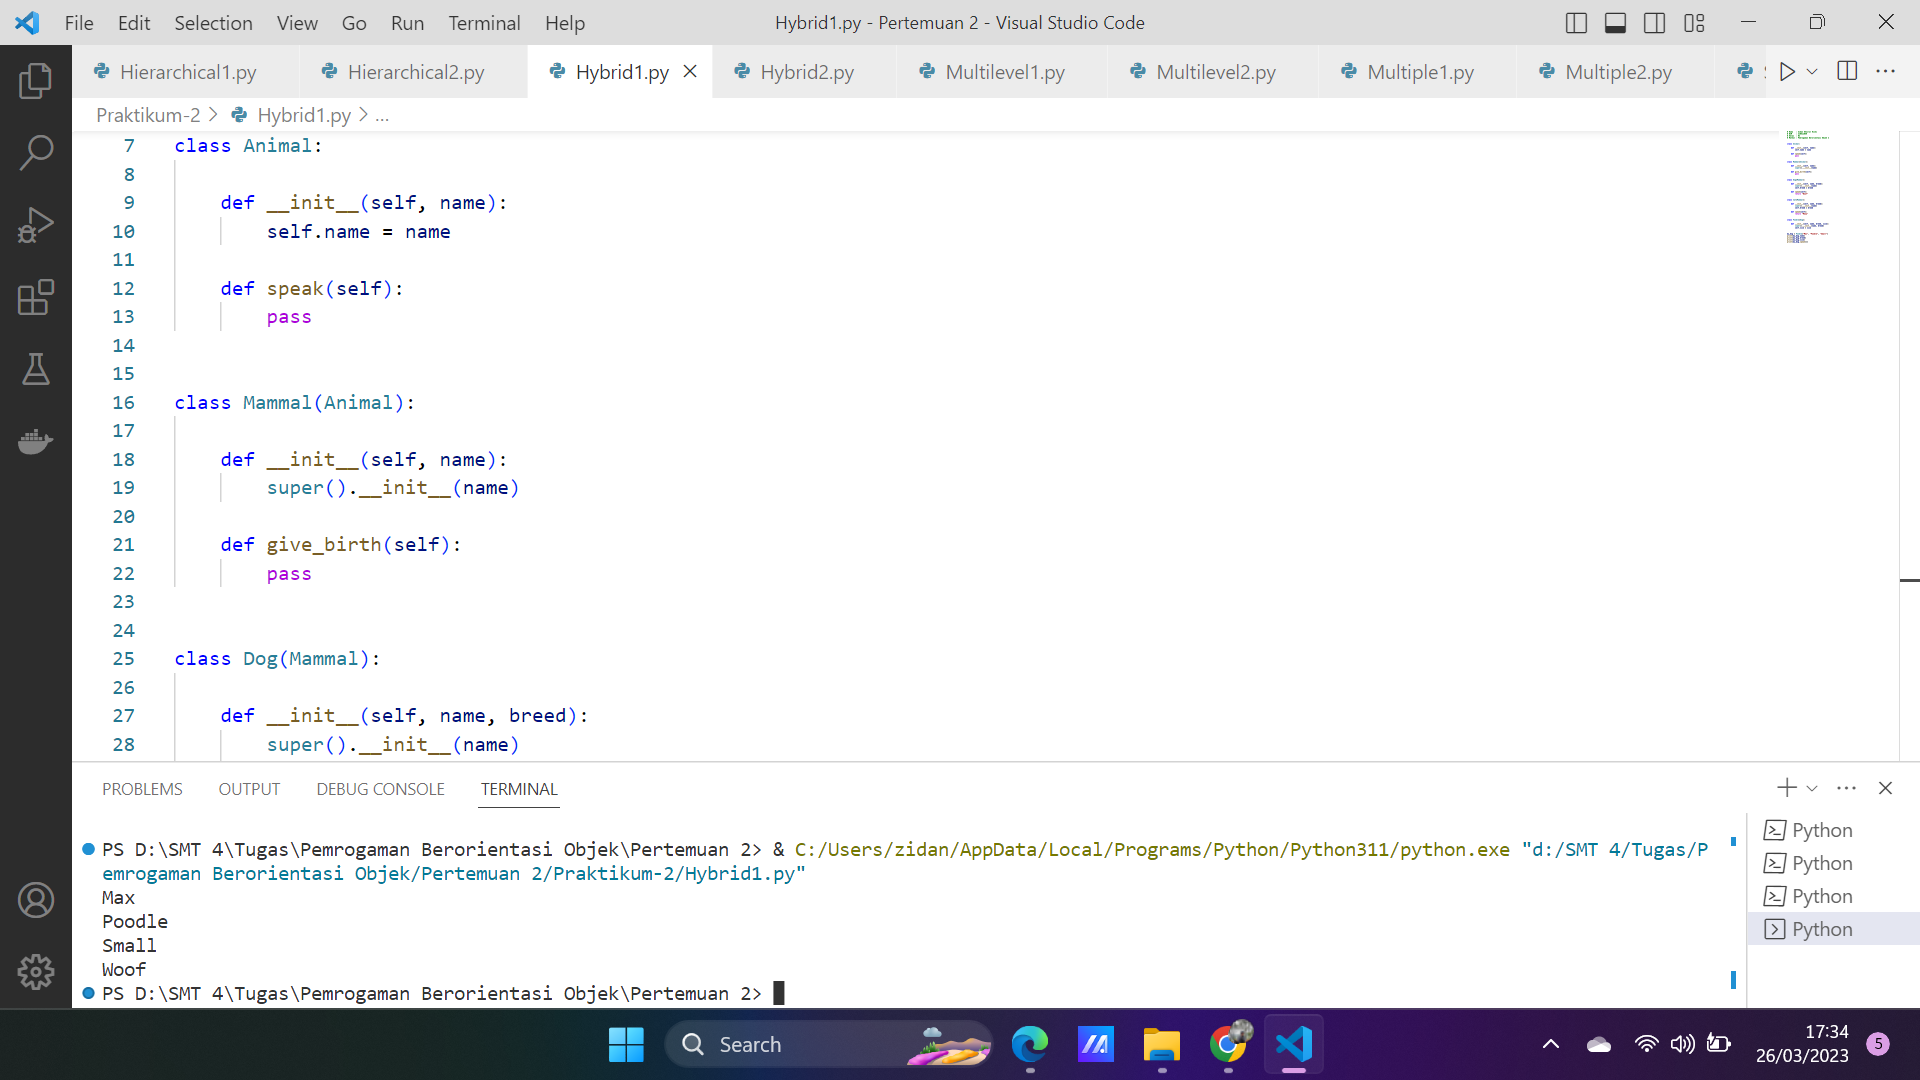 File Edit Selection View Go Run Terminal Help
Hybrid1.py - Pertemuan 2 - Visual Studio Code
Hierarchical1.py Hierarchical2.py Hybrid1.py Hybrid2.py Multilevel1.py Multilevel2.py Multiple1.py Multiple2.py
Praktikum-2 > Hybrid1.py > ...
7 class Animal:
8
9 def __init__(self, name):
10 self.name = name
11
12 def speak(self):
13 pass
14
15
16 class Mammal(Animal):
17
18 def __init__(self, name):
19 super().__init__(name)
20
21 def give_birth(self):
22 pass
23
24
25 class Dog(Mammal):
26
27 def __init__(self, name, breed):
28 super().__init__(name)
PROBLEMS OUTPUT DEBUG CONSOLE TERMINAL
PS D:\SMT 4\Tugas\Pemrogaman Berorientasi Objek\Pertemuan 2> & C:/Users/zidan/AppData/Local/Programs/Python/Python311/python.exe "d:/SMT 4/Tugas/P
emrogaman Berorientasi Objek/Pertemuan 2/Praktikum-2/Hybrid1.py"
Max
Poodle
Small
Woof
PS D:\SMT 4\Tugas\Pemrogaman Berorientasi Objek\Pertemuan 2>
Python
Python
Python
Python
Search
17:34
26/03/2023
5